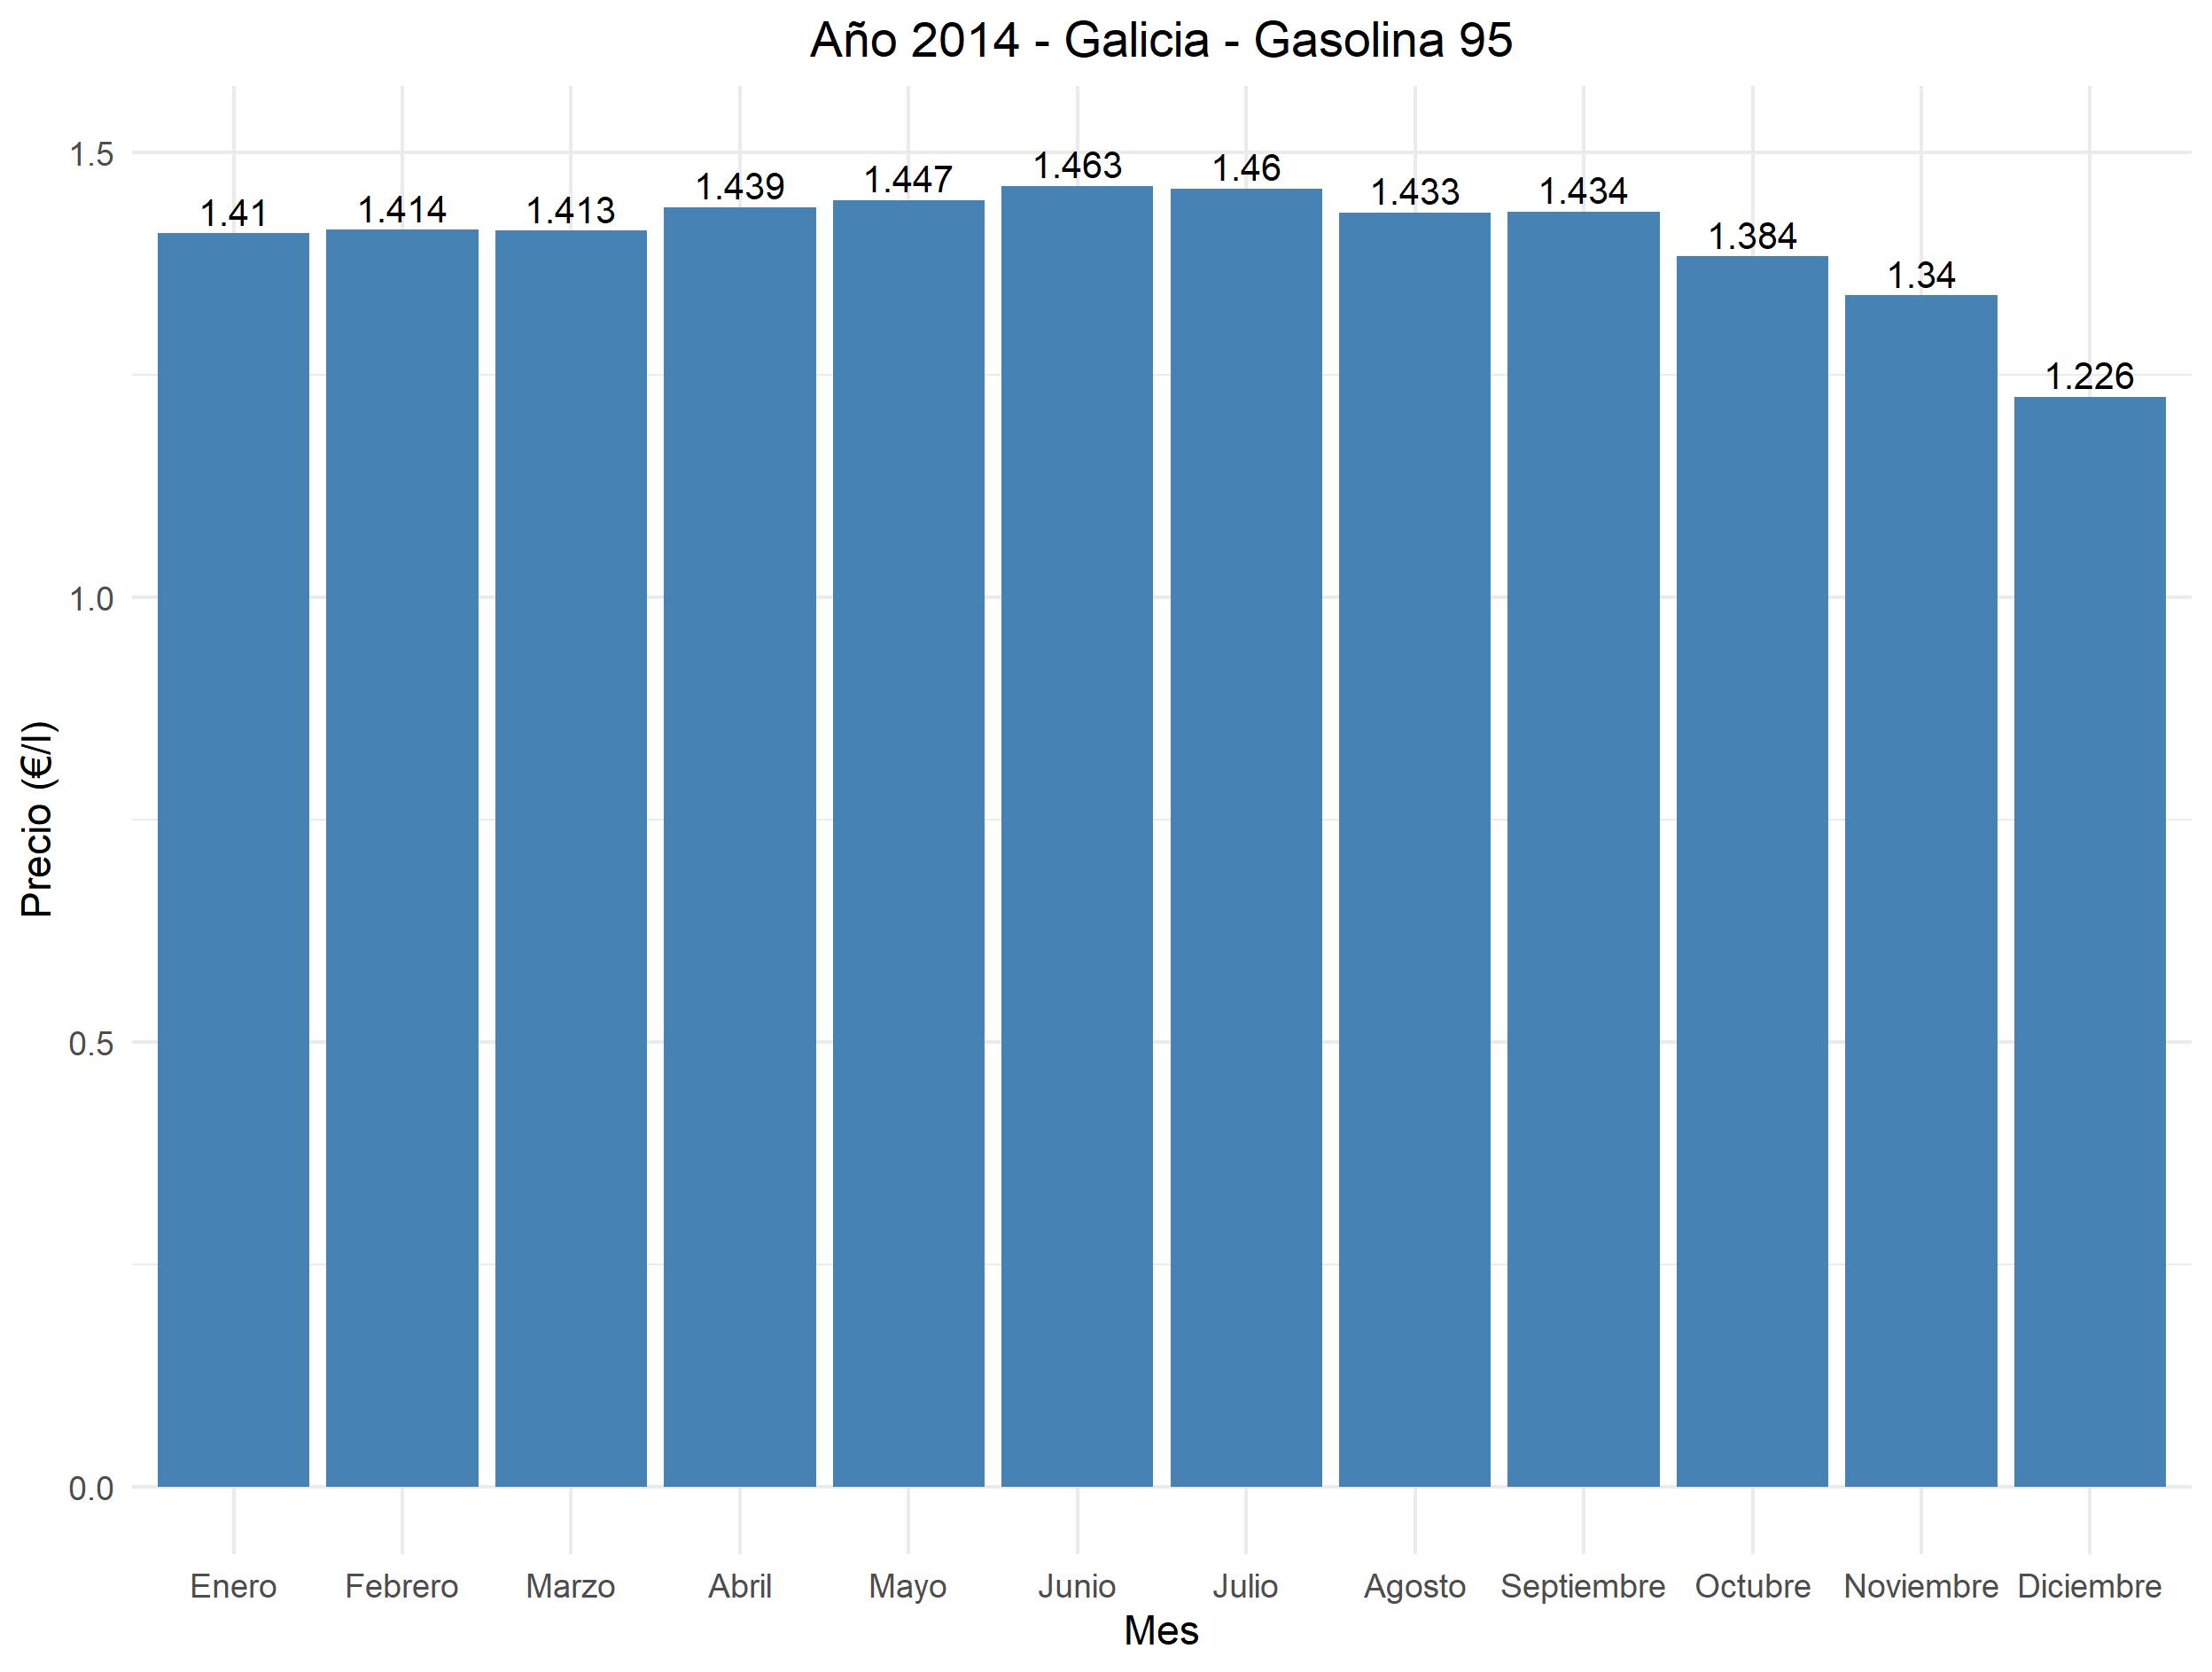 Año 2014 - Galicia - Gasolina 95
Precio (€/l)
1.5
1.0
0.5
0.0
1.41
1.414
1.413
1.439
1.447
1.463
1.46
1.433
1.434
1.384
1.34
1.226
Enero
Febrero
Marzo
Abril
Mayo
Junio
Julio
Agosto
Septiembre
Octubre
Noviembre
Diciembre
Mes